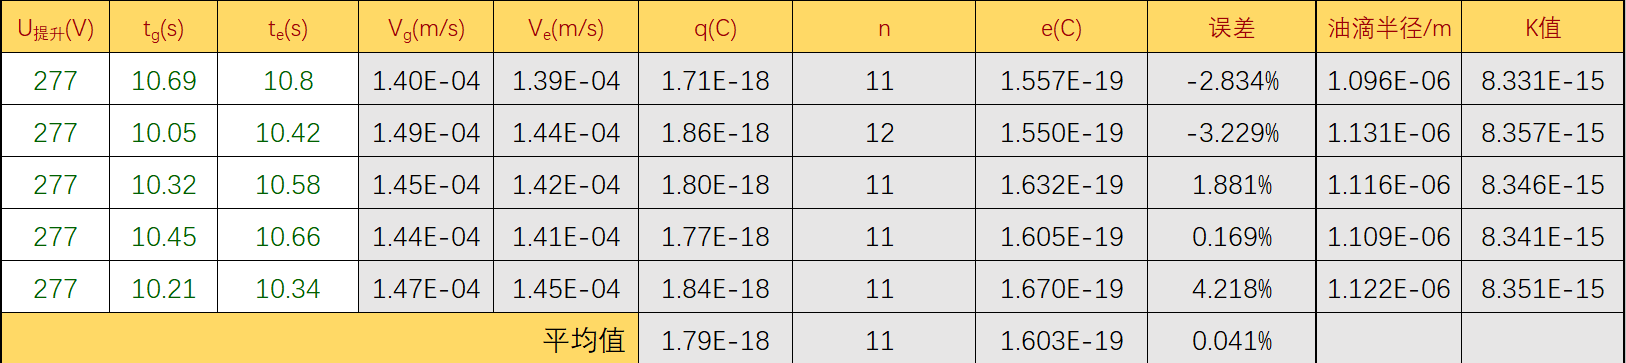 U提升(V) tg(s) te(s) Vg(m/s) Ve(m/s) q(C) n e(C) 误差 油滴半径/m K值
277 10.69 10.8 1.40E-04 1.39E-04 1.71E-18 11 1.557E-19 -2.834% 1.096E-06 8.331E-15
277 10.05 10.42 1.49E-04 1.44E-04 1.86E-18 12 1.550E-19 -3.229% 1.131E-06 8.357E-15
277 10.32 10.58 1.45E-04 1.42E-04 1.80E-18 11 1.632E-19 1.881% 1.116E-06 8.346E-15
277 10.45 10.66 1.44E-04 1.41E-04 1.77E-18 11 1.605E-19 0.169% 1.109E-06 8.341E-15
277 10.21 10.34 1.47E-04 1.45E-04 1.84E-18 11 1.670E-19 4.218% 1.122E-06 8.351E-15
平均值 1.79E-18 11 1.603E-19 0.041%